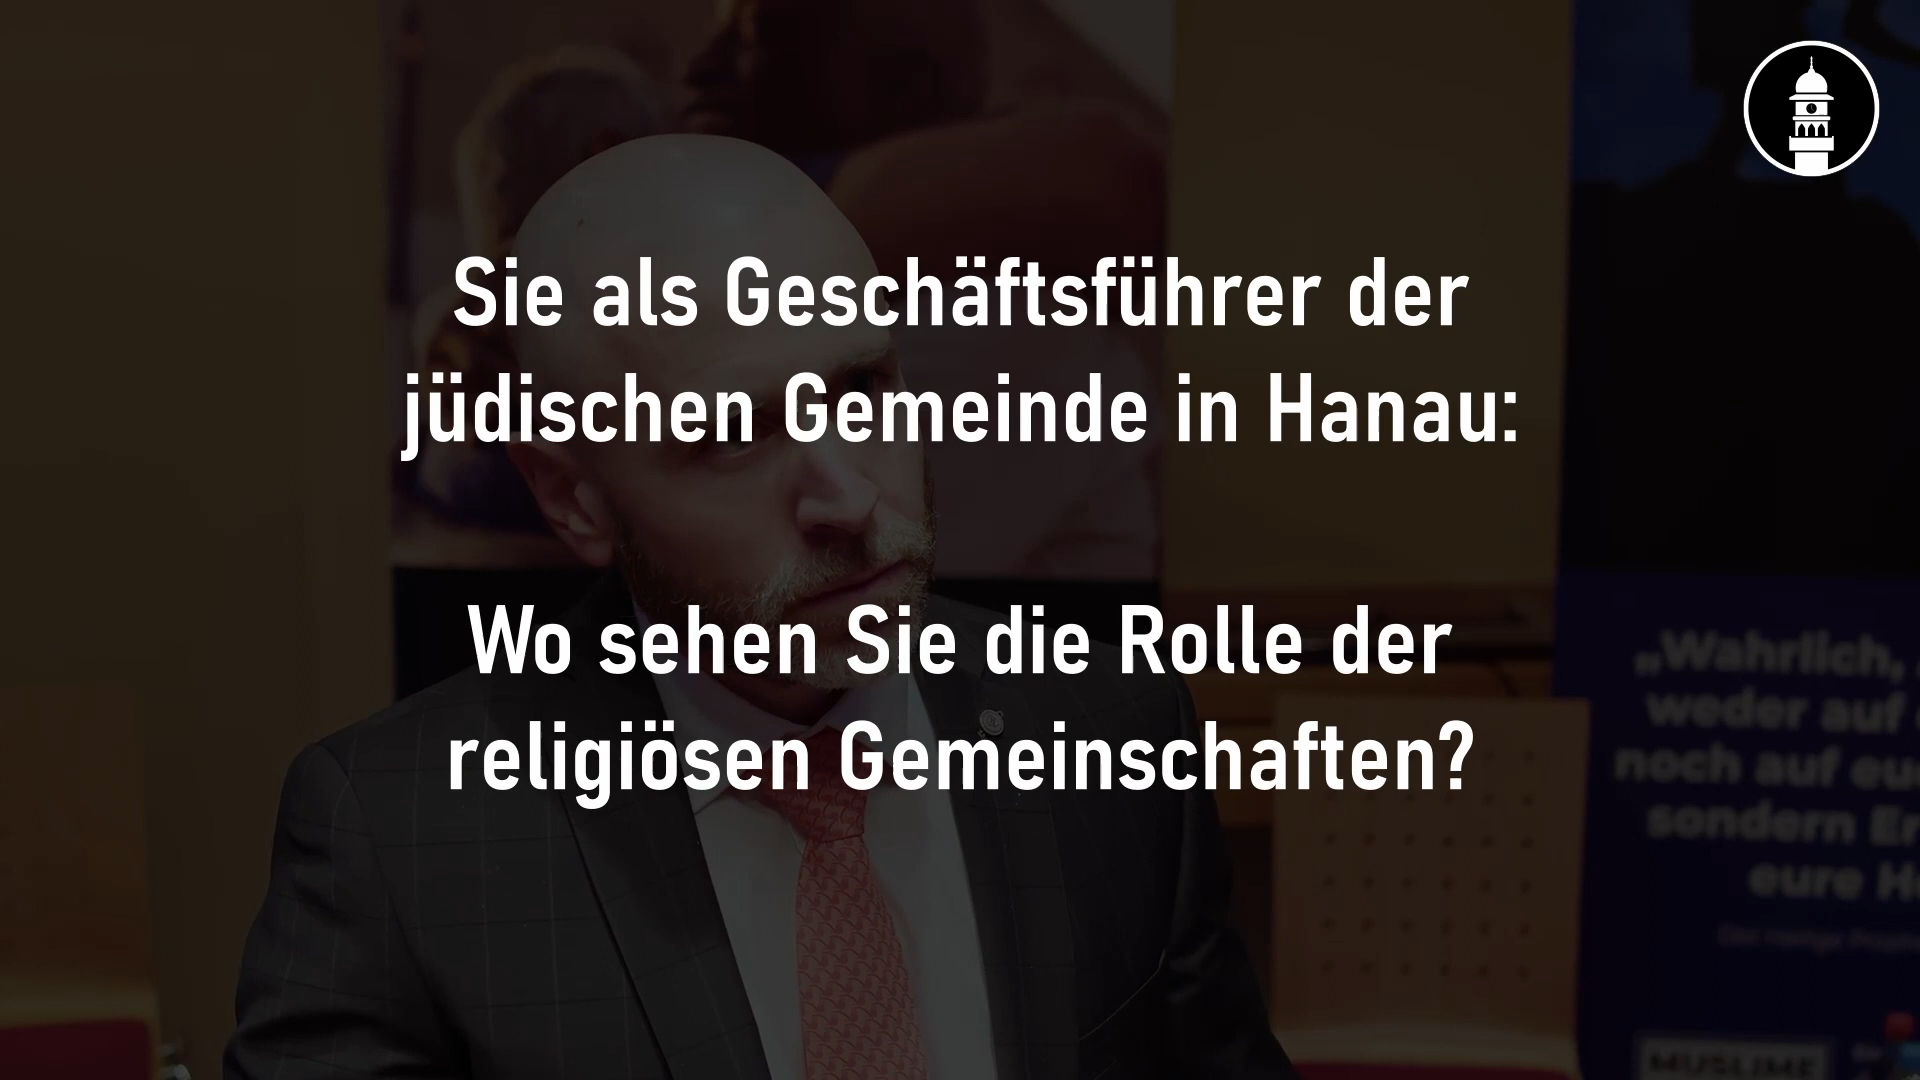 Sie als Geschäftsführer der
jüdischen Gemeinde in Hanau:
Wo sehen Sie die Rolle der
religiösen Gemeinschaften?
„Wahrlich,
weder auf
noch auf
sondern
eure
MUSLIME